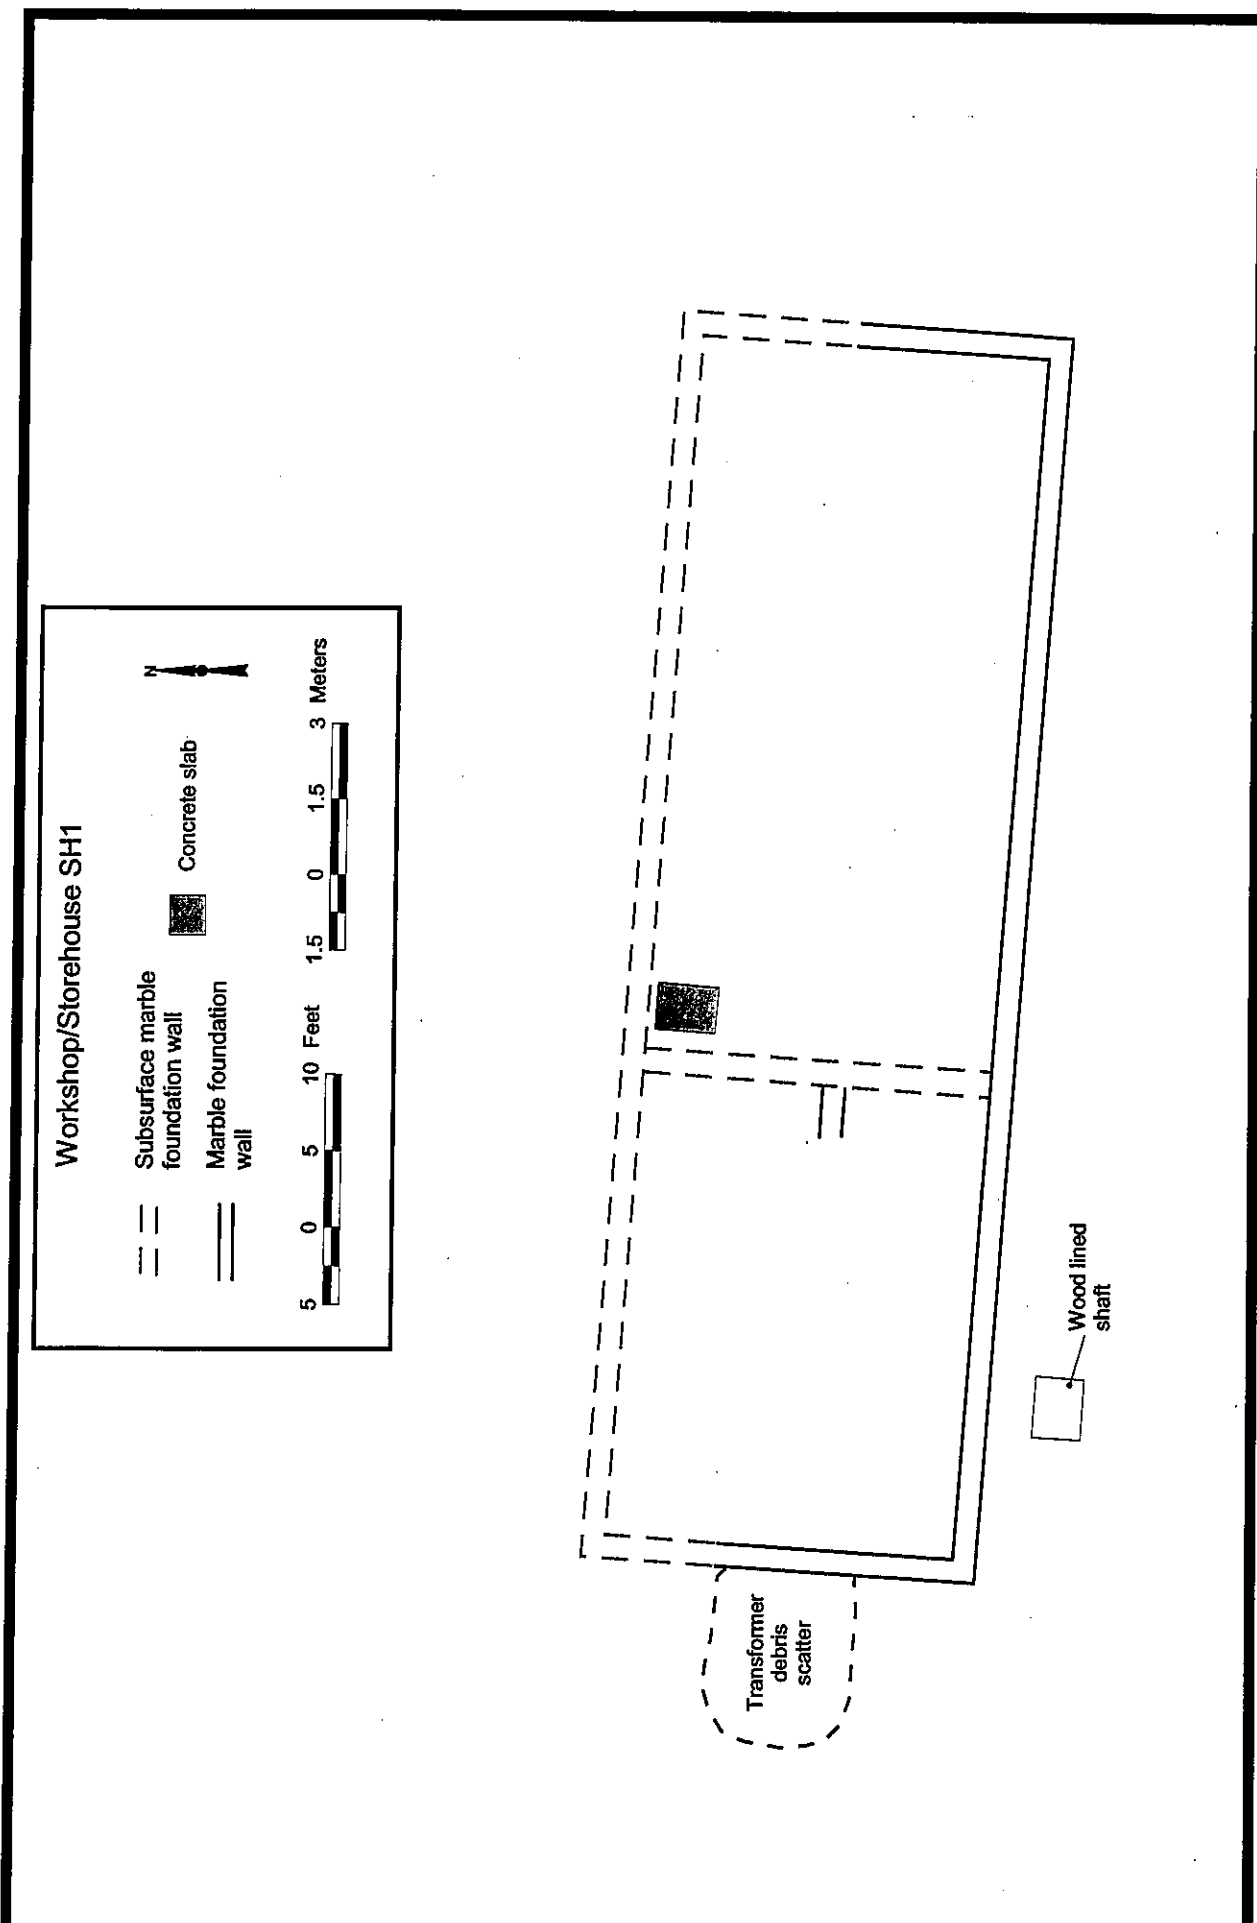 Workshop/Storehouse SH1
Subsurface marble
foundation wall
Concrete slab
Marble foundation
wall
N
5 0 5 10 Feet
1.5 0 1.5 3 Meters
Transformer
debris
scatter
Wood lined
shaft